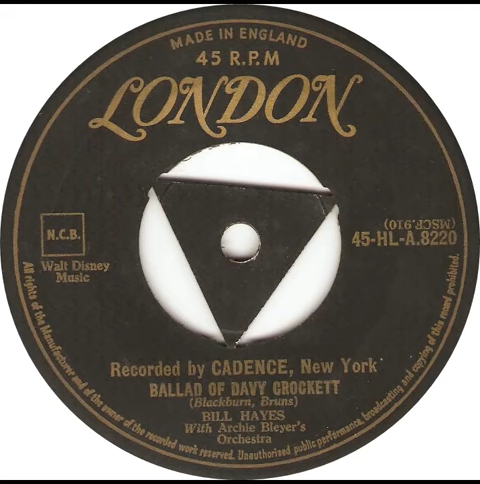 MADE IN ENGLAND
45 R.P.M
LONDON
N.C.B.
Walt Disney
Music
(MSCP.910)
45-HL-A.8220
Recorded by CADENCE, New York
BALLAD OF DAVY CROCKETT
(Blackburn, Bruns)
BILL HAYES
With Archie Bleyer's
Orchestra
All rights of the Manufacturer and of the owner of the recorded work reserved. Unauthorised public performance, broadcasting and copying of this record prohibited.